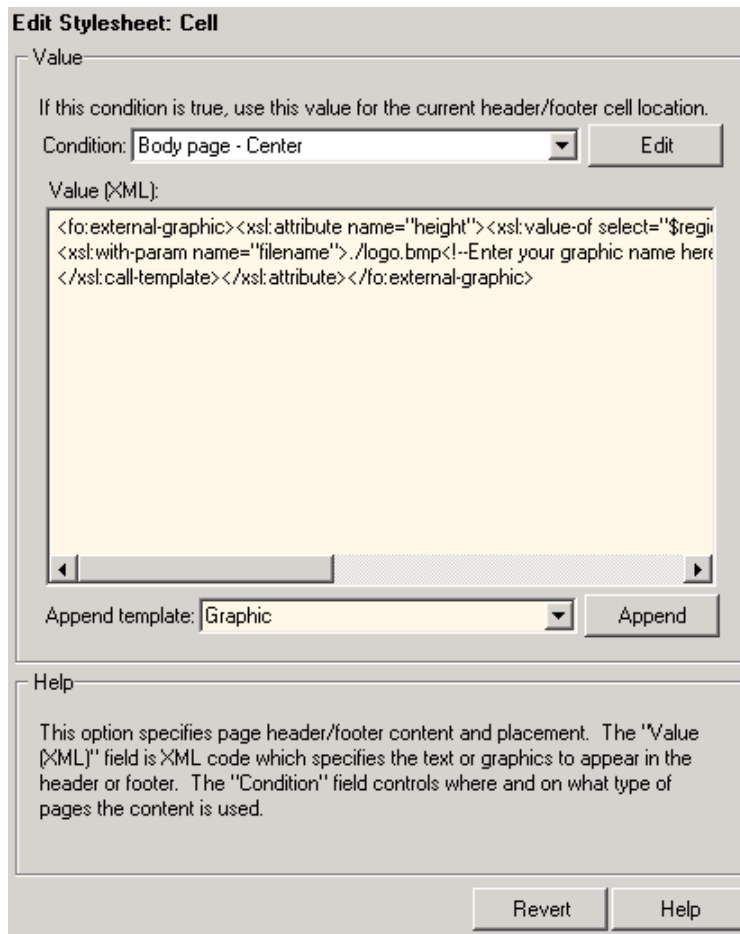 Edit Stylesheet: Cell
Value
If this condition is true, use this value for the current header/footer cell location.
Condition: Body page - Center Edit
Value (XML):
<fo:external-graphic><xsl:attribute name="height"><xsl:value-of select="$regi
<xsl:with-param name="filename">./logo.bmp<!--Enter your graphic name here
</xsl:call-template></xsl:attribute></fo:external-graphic>
Append template: Graphic Append
Help
This option specifies page header/footer content and placement. The "Value
(XML)" field is XML code which specifies the text or graphics to appear in the
header or footer. The "Condition" field controls where and on what type of
pages the content is used.
Revert Help